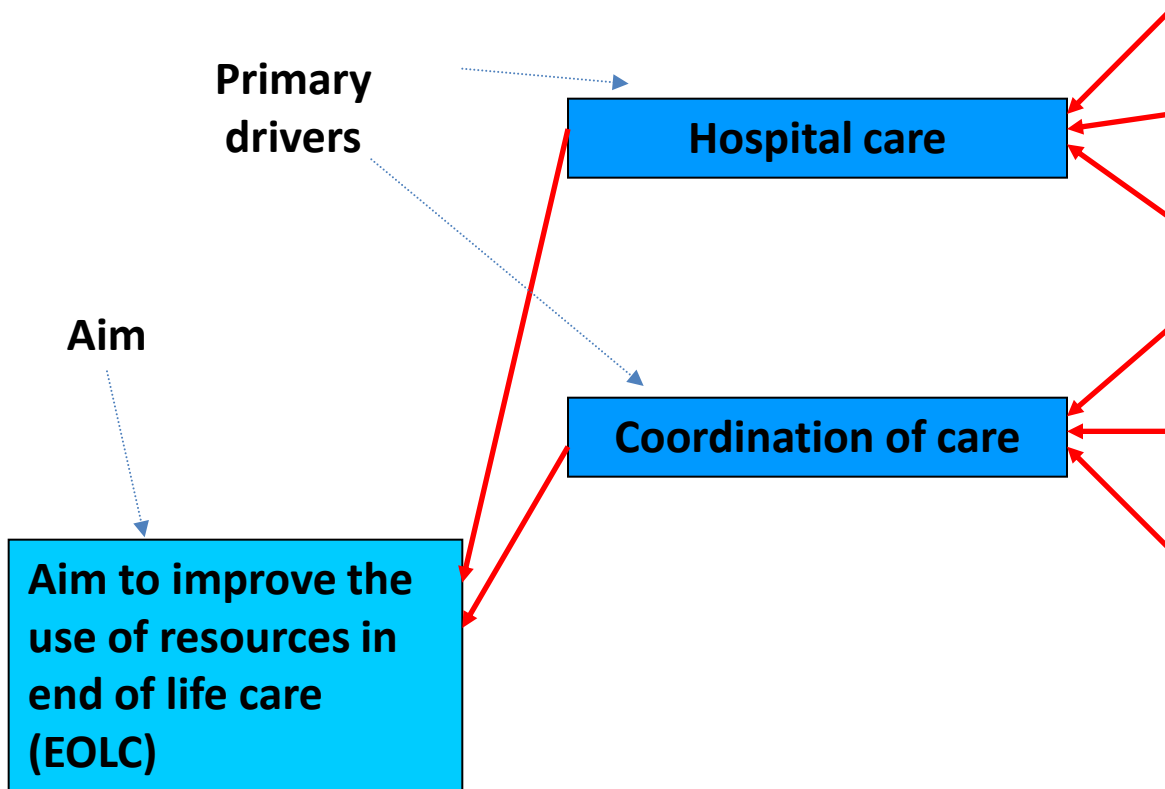 Primary
drivers
Hospital care
Aim
Coordination of care
Aim to improve the
use of resources in
end of life care
(EOLC)